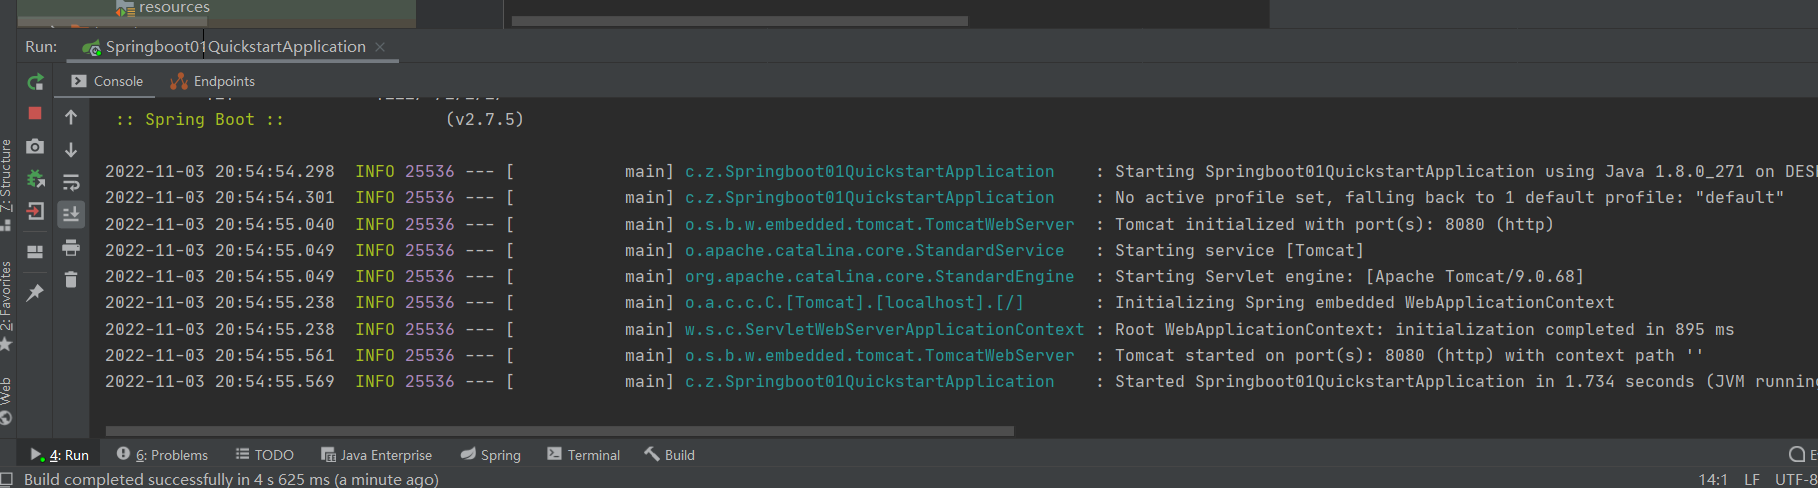 resources
Run: Springboot01QuickstartApplication
Console Endpoints
:: Spring Boot :: (v2.7.5)
2022-11-03 20:54:54.298 INFO 25536 --- [ main] c.z.Springboot01QuickstartApplication : Starting Springboot01QuickstartApplication using Java 1.8.0_271 on DES
2022-11-03 20:54:54.301 INFO 25536 --- [ main] c.z.Springboot01QuickstartApplication : No active profile set, falling back to 1 default profile: "default"
2022-11-03 20:54:55.040 INFO 25536 --- [ main] o.s.b.w.embedded.tomcat.TomcatWebServer : Tomcat initialized with port(s): 8080 (http)
2022-11-03 20:54:55.049 INFO 25536 --- [ main] o.apache.catalina.core.StandardService : Starting service [Tomcat]
2022-11-03 20:54:55.049 INFO 25536 --- [ main] org.apache.catalina.core.StandardEngine : Starting Servlet engine: [Apache Tomcat/9.0.68]
2022-11-03 20:54:55.238 INFO 25536 --- [ main] o.a.c.c.C.[Tomcat].[localhost].[/] : Initializing Spring embedded WebApplicationContext
2022-11-03 20:54:55.238 INFO 25536 --- [ main] w.s.c.ServletWebServerApplicationContext : Root WebApplicationContext: initialization completed in 895 ms
2022-11-03 20:54:55.561 INFO 25536 --- [ main] o.s.b.w.embedded.tomcat.TomcatWebServer : Tomcat started on port(s): 8080 (http) with context path ''
2022-11-03 20:54:55.569 INFO 25536 --- [ main] c.z.Springboot01QuickstartApplication : Started Springboot01QuickstartApplication in 1.734 seconds (JVM running
Z: Structure
2: Favorites
Web
4: Run 6: Problems TODO Java Enterprise Spring Terminal Build
Build completed successfully in 4 s 625 ms (a minute ago) 14:1 LF UTF-8